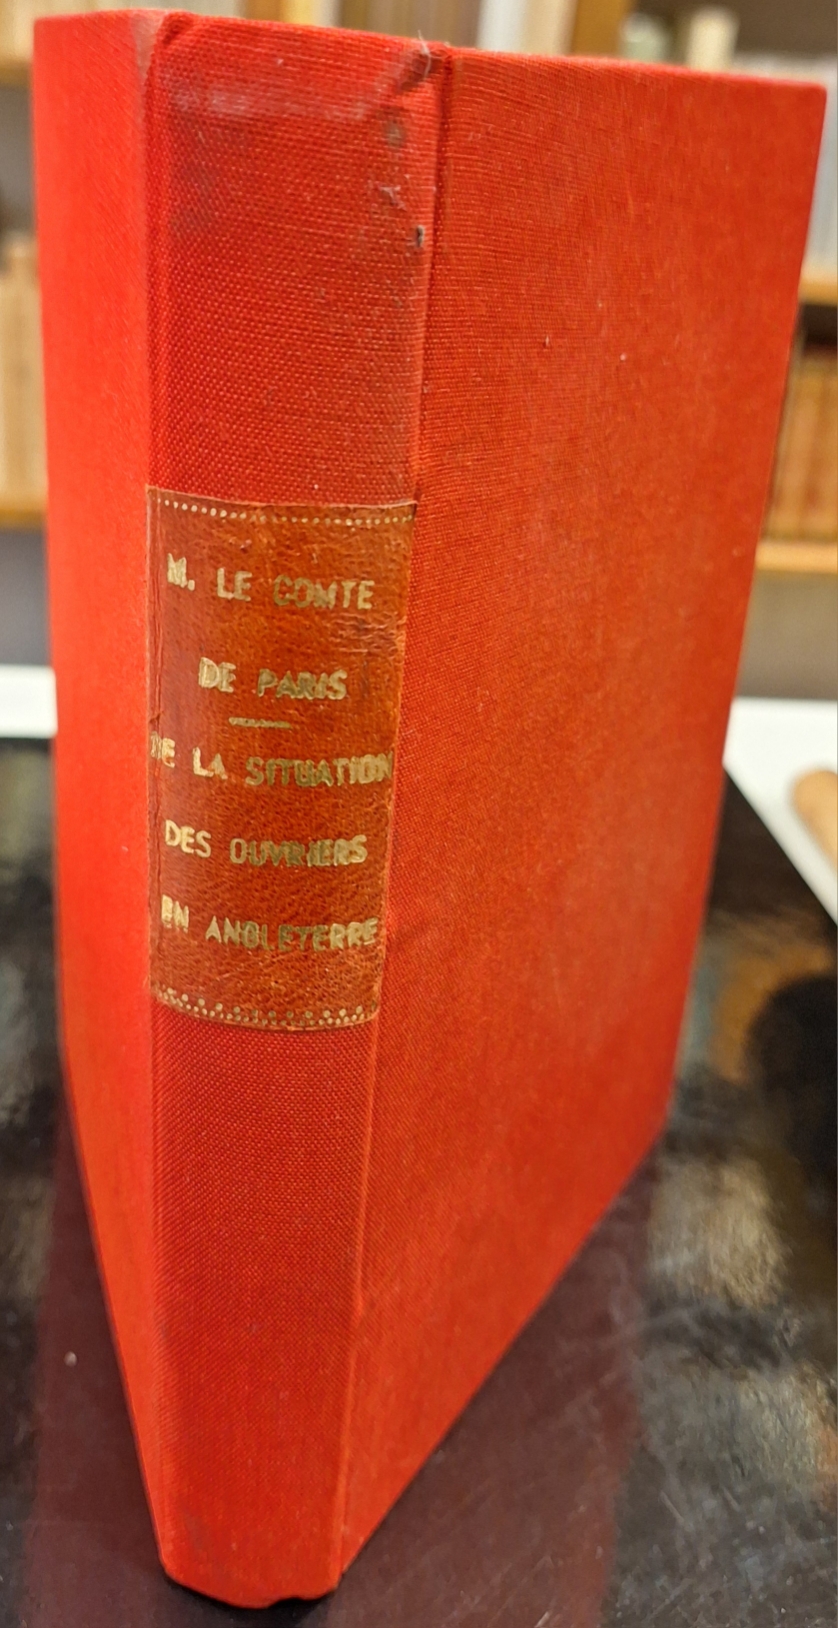 M. LE COMTE
DE PARIS
DE LA SITUATION
DES OUVRIERS
EN ANGLETERRE